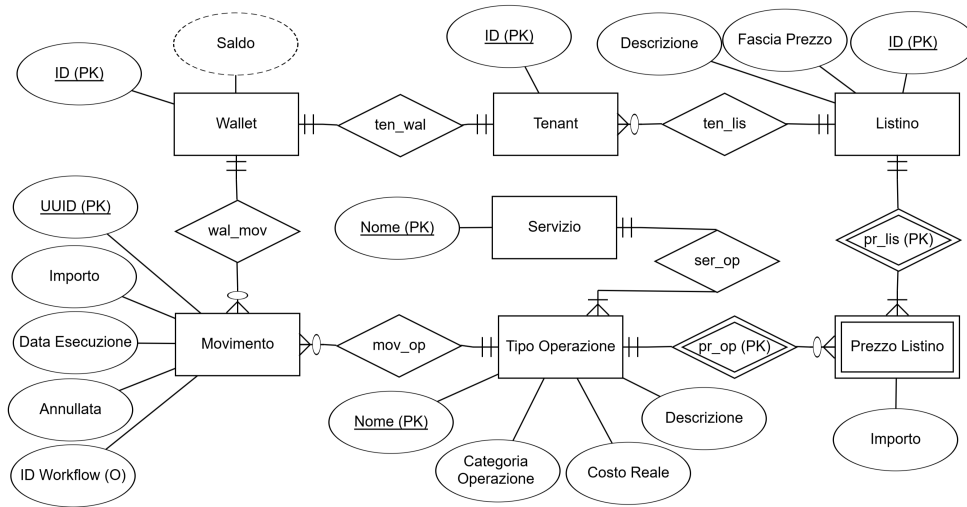 Saldo
ID (PK)
Wallet
ten_wal
ID (PK)
Tenant
ten_lis
Descrizione
Fascia Prezzo
ID (PK)
Listino
UUID (PK)
wal_mov
Nome (PK)
Servizio
ser_op
pr_lis (PK)
Importo
Data Esecuzione
Movimento
mov_op
Tipo Operazione
pr_op (PK)
Prezzo Listino
Annullata
ID Workflow (O)
Nome (PK)
Categoria
Operazione
Costo Reale
Descrizione
Importo